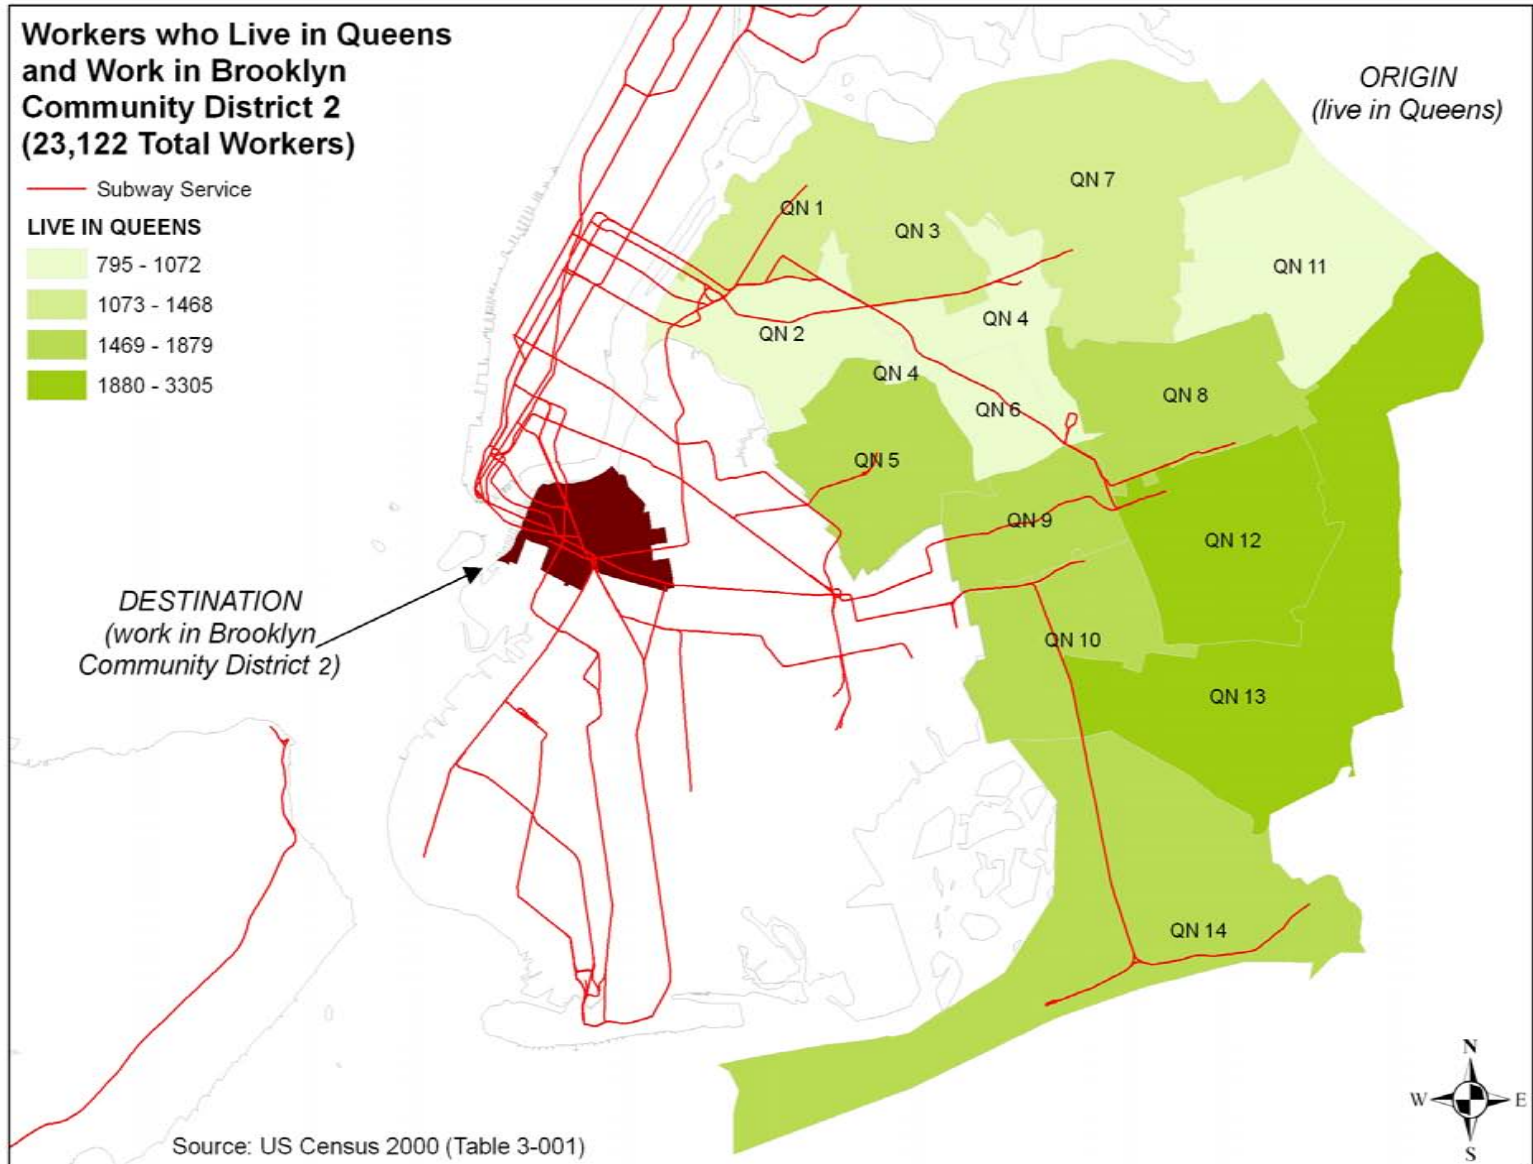 Workers who Live in Queens
and Work in Brooklyn
Community District 2
(23,122 Total Workers)
Subway Service
LIVE IN QUEENS
795 - 1072
1073 - 1468
1469 - 1879
1880 - 3305
ORIGIN
(live in Queens)
QN 7
QN 1
QN 3
QN 11
QN 4
QN 2
QN 4
QN 8
QN 6
QN 5
QN 9
QN 12
DESTINATION
(work in Brooklyn
Community District 2)
QN 10
QN 13
QN 14
N
W
E
S
Source: US Census 2000 (Table 3-001)